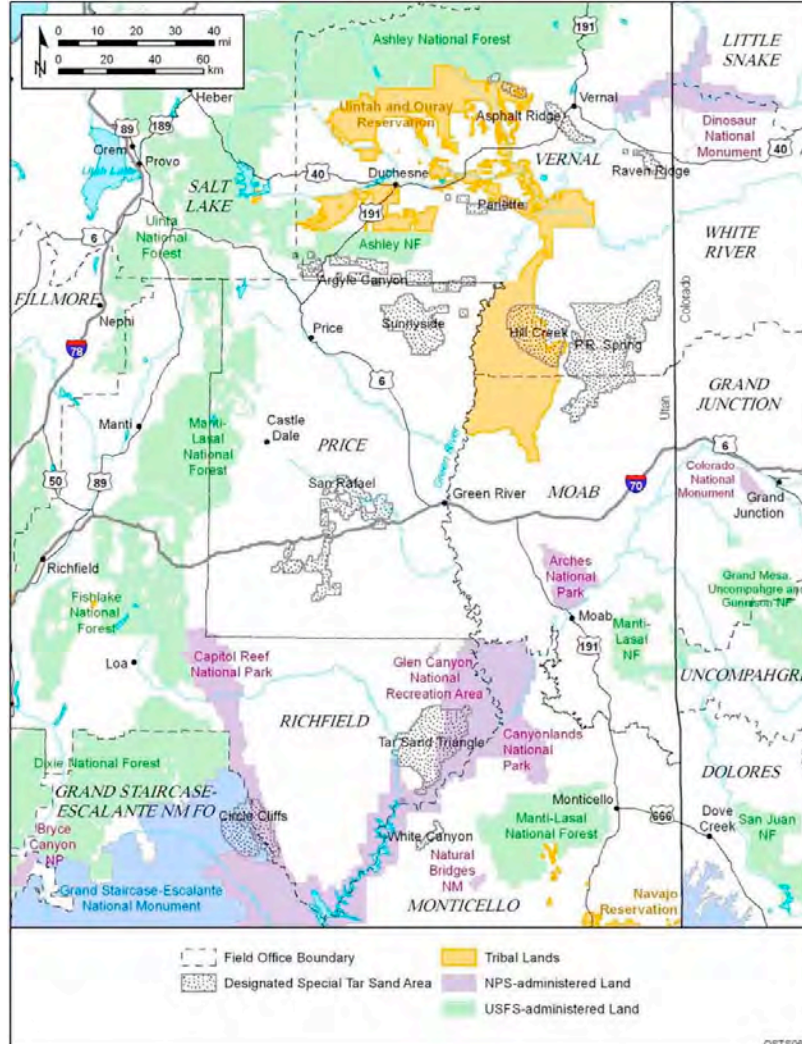 0 10 20 30 40
mi
0 20 40 60
km
N
191
Ashley National Forest
LITTLE
SNAKE
Heber
Uintah and Ouray
Reservation
Asphalt Ridge
Vernal
Dinosaur
National
Monument
40
89
189
Orem
Provo
Utah Lake
40
VERNAL
Raven Ridge
SALT
LAKE
Duchesne
191
Pariette
Uinta
National
Forest
6
Ashley NF
WHITE
RIVER
Argyle Canyon
FILLMORE
Nephi
Sunnyside
Price
Hill Creek
P.R. Spring
Colorado
Utah
78
6
GRAND
JUNCTION
Manti
Manti-
Lasal
National
Forest
Castle
Dale
PRICE
Green River
6
50
89
San Rafael
Green River
MOAB
70
Colorado
National
Monument
Grand
Junction
Richfield
Arches
National
Park
Grand Mesa,
Uncompahgre and
Gunnison NF
Fishlake
National
Forest
Moab
Manti-
Lasal
NF
191
Loa
Capitol Reef
National Park
Glen Canyon
National
Recreation Area
UNCOMPAHGRE
RICHFIELD
Tar Sand Triangle
Canyonlands
National
Park
Dixie National Forest
DOLORES
GRAND STAIRCASE-
ESCALANTE NM FO
Circle Cliffs
Monticello
666
Dove
Creek
San Juan
NF
Manti-Lasal
National Forest
White Canyon
Bryce
Canyon
NP
Natural
Bridges
NM
Grand Staircase-Escalante
National Monument
MONTICELLO
Navajo
Reservation
Field Office Boundary
Tribal Lands
Designated Special Tar Sand Area
NPS-administered Land
USFS-administered Land